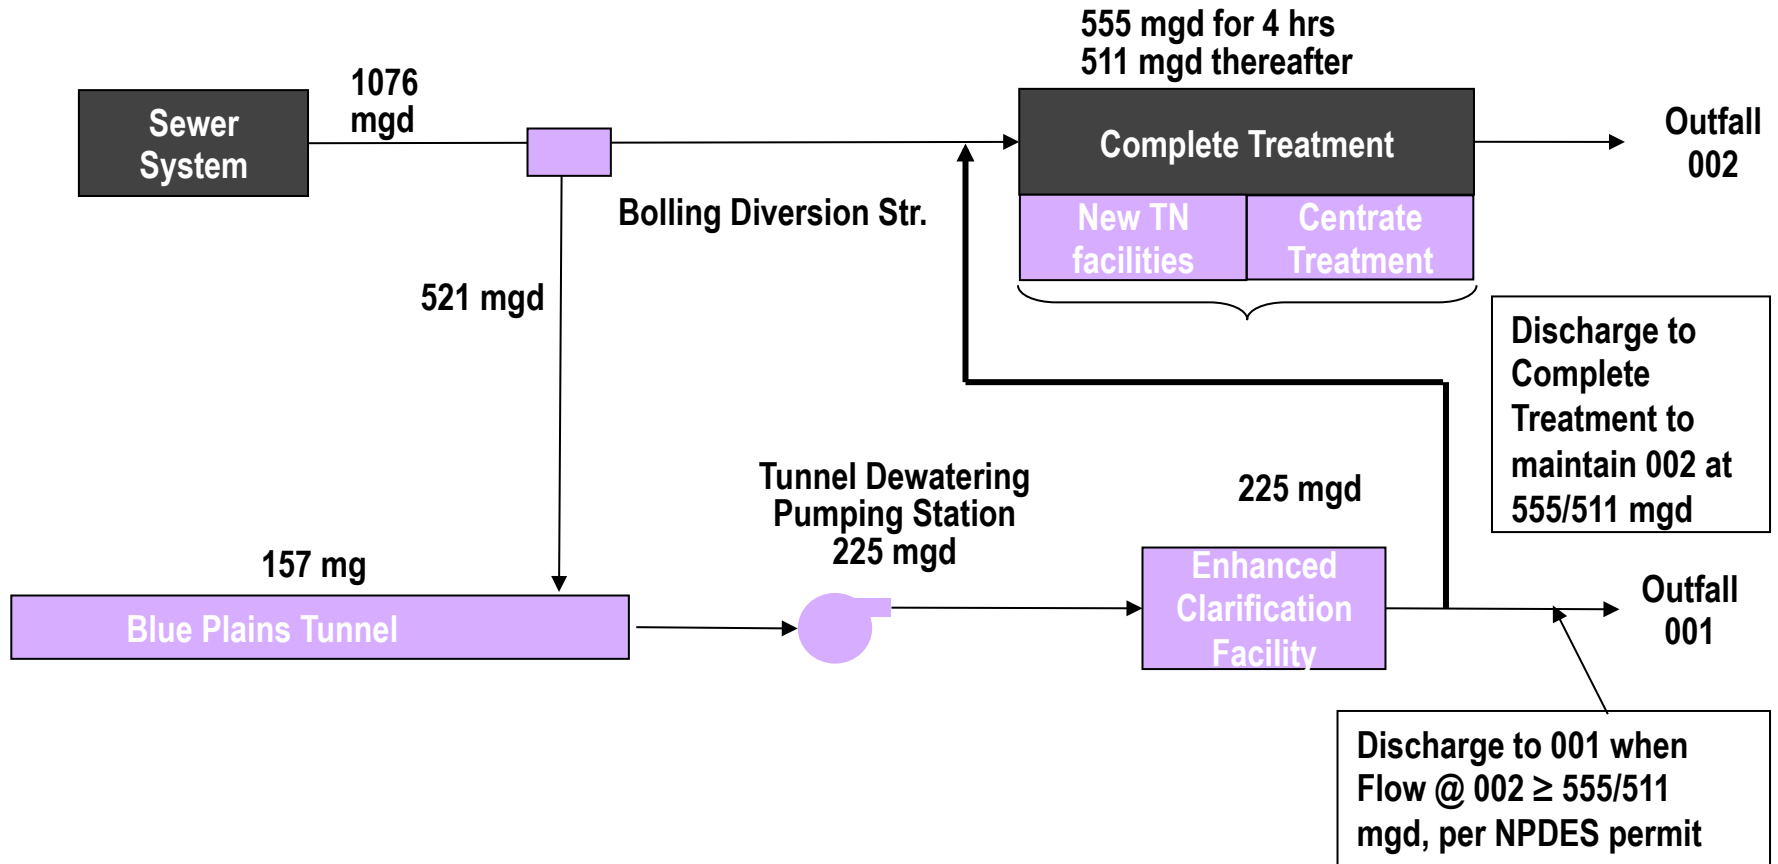 555 mgd for 4 hrs
511 mgd thereafter
1076
mgd
Sewer
System
Complete Treatment
Outfall
002
Bolling Diversion Str.
New TN
facilities
Centrate
Treatment
521 mgd
Discharge to
Complete
Treatment to
maintain 002 at
555/511 mgd
Tunnel Dewatering
Pumping Station
225 mgd
225 mgd
157 mg
Blue Plains Tunnel
Enhanced
Clarification
Facility
Outfall
001
Discharge to 001 when
Flow @ 002 ≥ 555/511
mgd, per NPDES permit